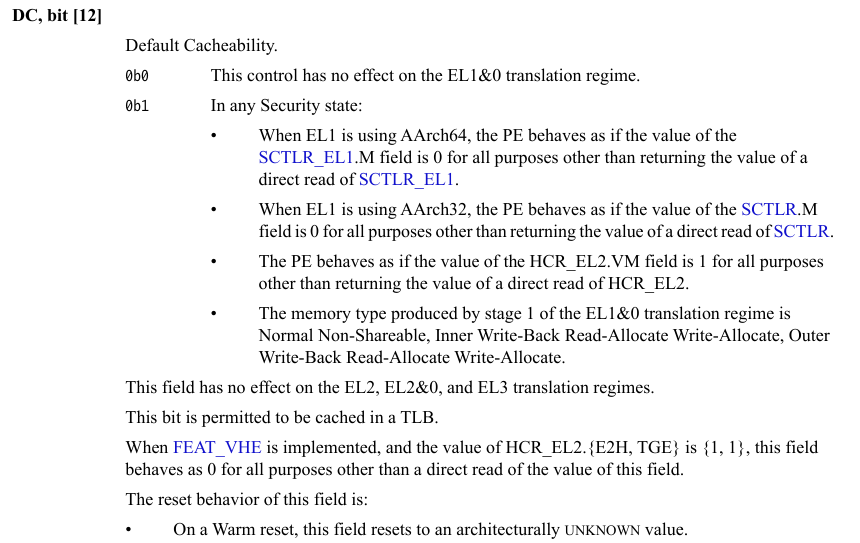 DC, bit [12]
Default Cacheability.
0b0 This control has no effect on the EL1&0 translation regime.
0b1 In any Security state:
• When EL1 is using AArch64, the PE behaves as if the value of the
SCTLR_EL1.M field is 0 for all purposes other than returning the value of a
direct read of SCTLR_EL1.
• When EL1 is using AArch32, the PE behaves as if the value of the SCTLR.M
field is 0 for all purposes other than returning the value of a direct read of SCTLR.
• The PE behaves as if the value of the HCR_EL2.VM field is 1 for all purposes
other than returning the value of a direct read of HCR_EL2.
• The memory type produced by stage 1 of the EL1&0 translation regime is
Normal Non-Shareable, Inner Write-Back Read-Allocate Write-Allocate, Outer
Write-Back Read-Allocate Write-Allocate.
This field has no effect on the EL2, EL2&0, and EL3 translation regimes.
This bit is permitted to be cached in a TLB.
When FEAT_VHE is implemented, and the value of HCR_EL2.{E2H, TGE} is {1, 1}, this field
behaves as 0 for all purposes other than a direct read of the value of this field.
The reset behavior of this field is:
• On a Warm reset, this field resets to an architecturally UNKNOWN value.